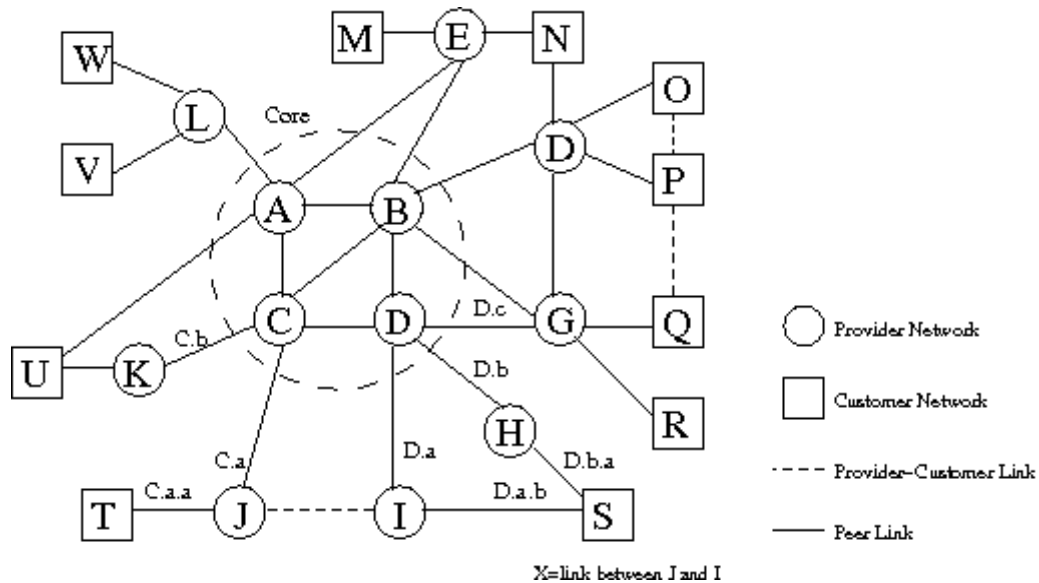 M
E
N
W
O
L
Core
D
V
P
A
B
C
D
D.c
G
Q
C.b
Provider Network
U
K
D.b
Customer Network
R
H
C.a
D.a
D.b.a
Provider-Customer Link
C.a.a
D.a.b
T
J
I
S
Peer Link
X=link between J and I